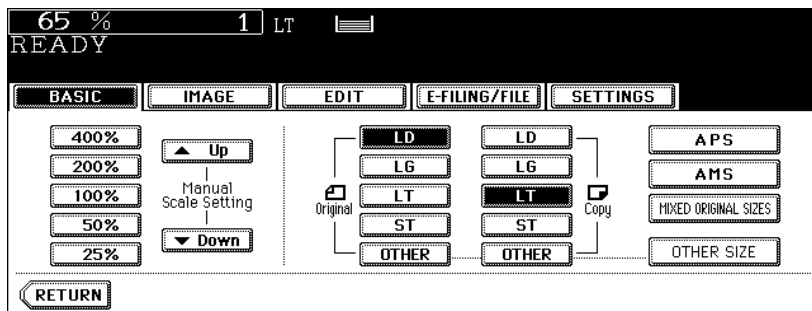 65 % 1 LT
READY
BASIC IMAGE EDIT E-FILING/FILE SETTINGS
400% LD LD APS
Up
200% LG LG AMS
100% Manual Scale Setting Original LT LT Copy MIXED ORIGINAL SIZES
50% ST ST
Down
25% OTHER OTHER OTHER SIZE
RETURN